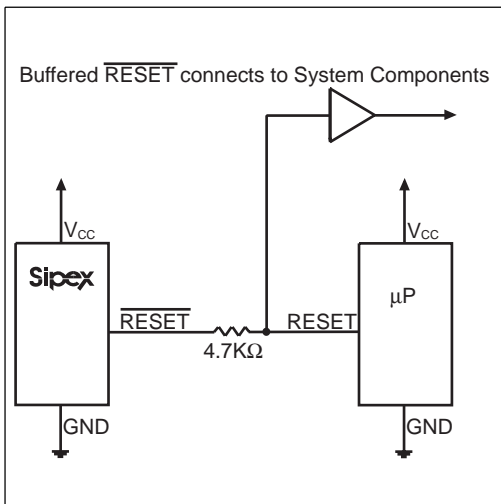 Buffered RESET connects to System Components
VCC
VCC
Sipex
μP
RESET
RESET
4.7KΩ
GND
GND